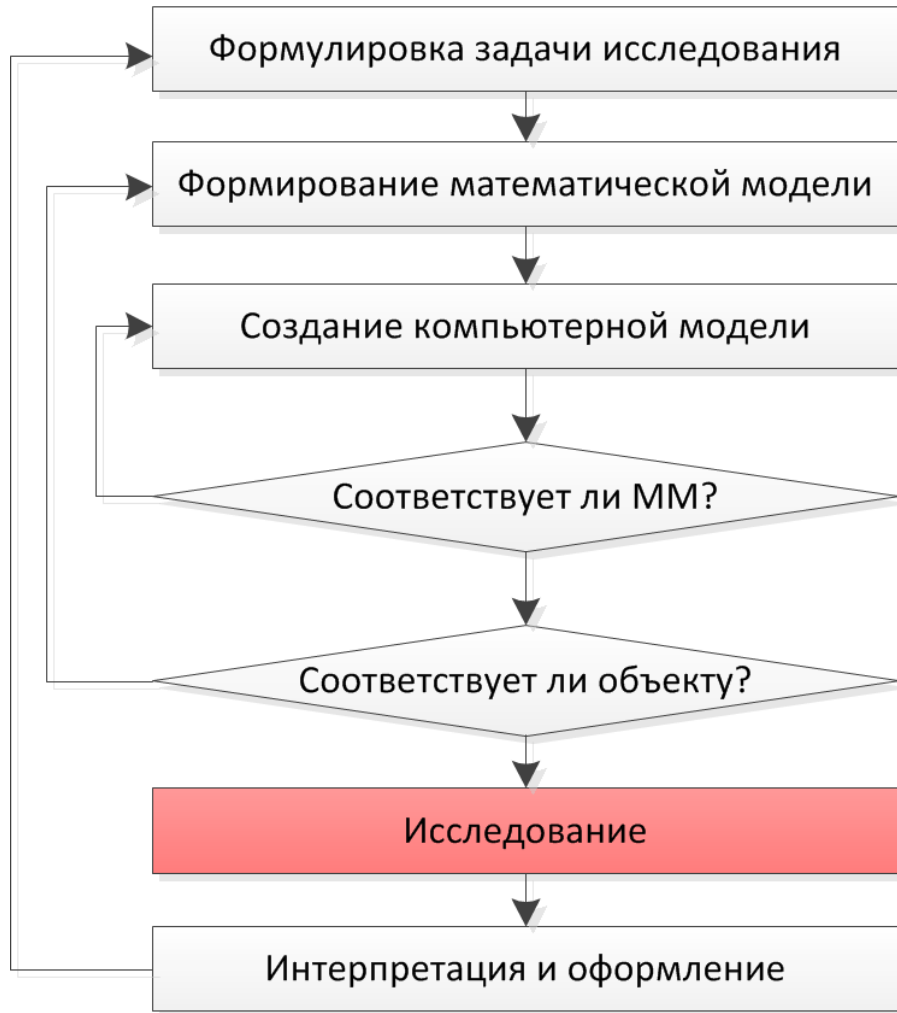 Формулировка задачи исследования
Формирование математической модели
Создание компьютерной модели
Соответствует ли ММ?
Соответствует ли объекту?
Исследование
Интерпретация и оформление